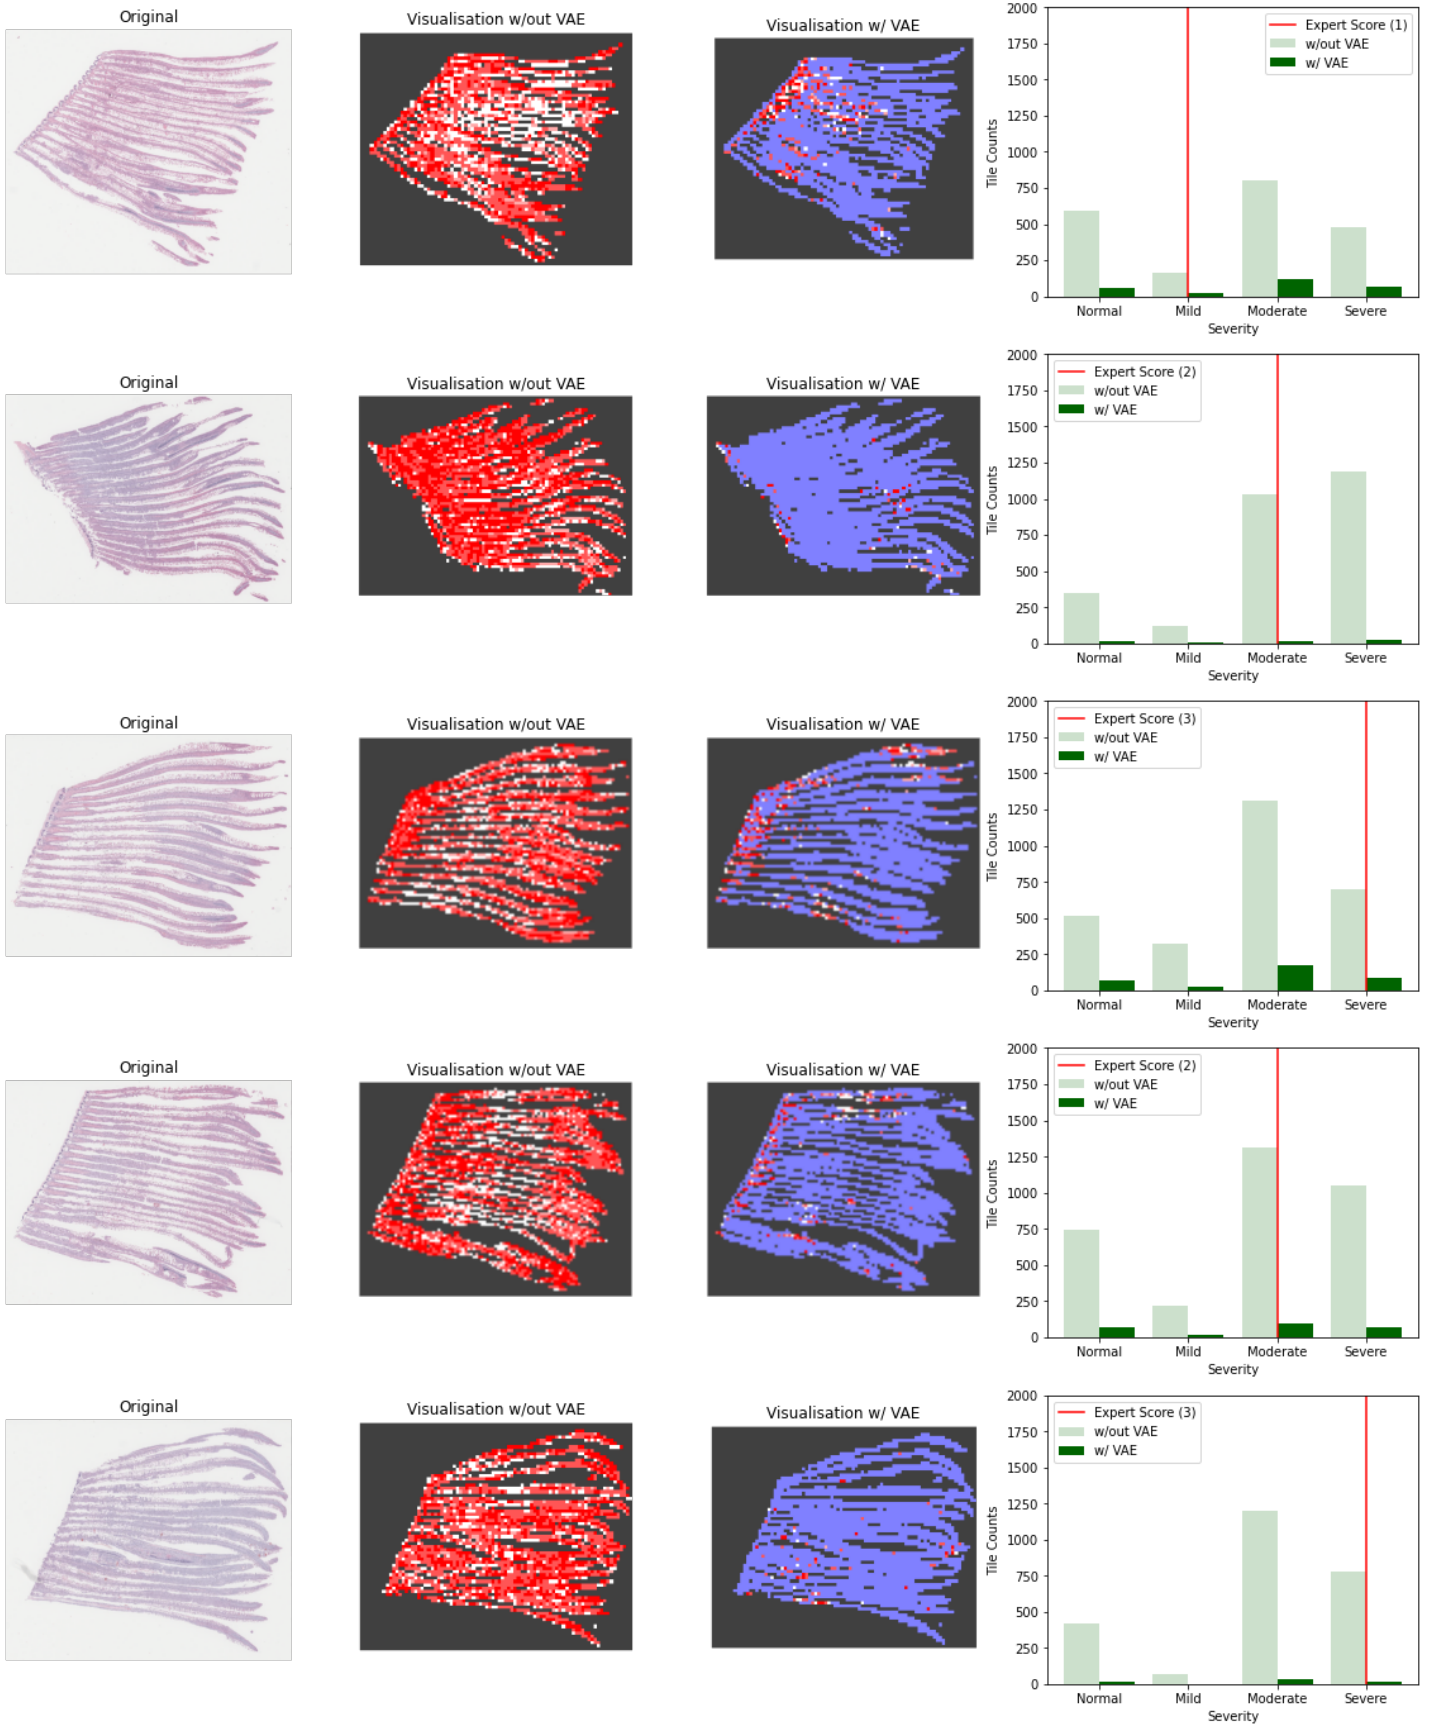 Original
Visualisation w/out VAE
Visualisation w/ VAE
2000
1750
1500
1250
1000
750
500
250
0
Tile Counts
Expert Score (1)
w/out VAE
w/ VAE
Normal Mild Moderate Severe
Severity
Original
Visualisation w/out VAE
Visualisation w/ VAE
2000
1750
1500
1250
1000
750
500
250
0
Tile Counts
Expert Score (2)
w/out VAE
w/ VAE
Normal Mild Moderate Severe
Severity
Original
Visualisation w/out VAE
Visualisation w/ VAE
2000
1750
1500
1250
1000
750
500
250
0
Tile Counts
Expert Score (3)
w/out VAE
w/ VAE
Normal Mild Moderate Severe
Severity
Original
Visualisation w/out VAE
Visualisation w/ VAE
2000
1750
1500
1250
1000
750
500
250
0
Tile Counts
Expert Score (2)
w/out VAE
w/ VAE
Normal Mild Moderate Severe
Severity
Original
Visualisation w/out VAE
Visualisation w/ VAE
2000
1750
1500
1250
1000
750
500
250
0
Tile Counts
Expert Score (3)
w/out VAE
w/ VAE
Normal Mild Moderate Severe
Severity